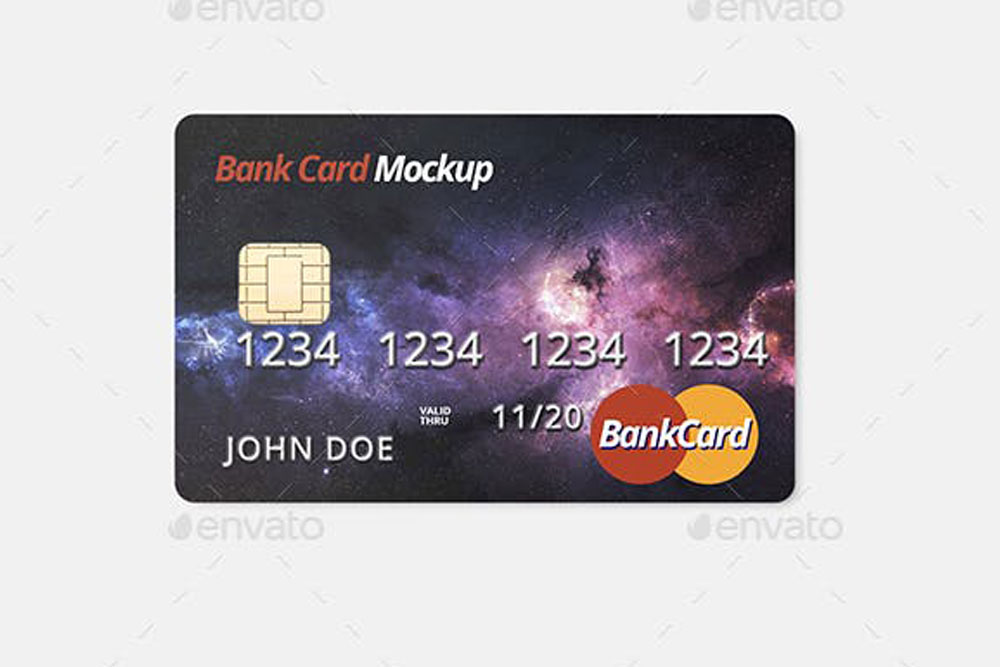 envato envato
Bank Card Mockup
1234 1234 1234 1234
VALID
THRU
11/20
BankCard
JOHN DOE
envato envato